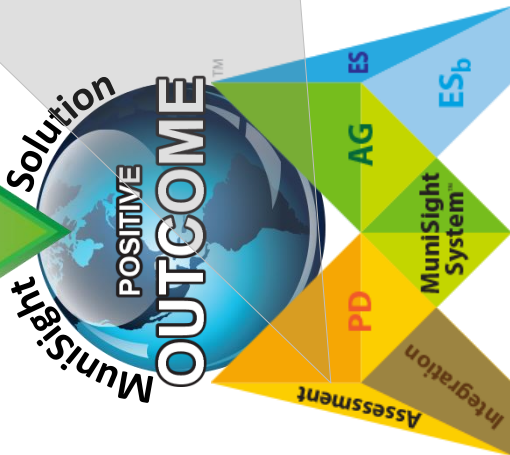 MuniSight Solution
POSITIVE
OUTCOME™
ES
ESb
AG
MuniSight
System™
PD
Assessment
Integration